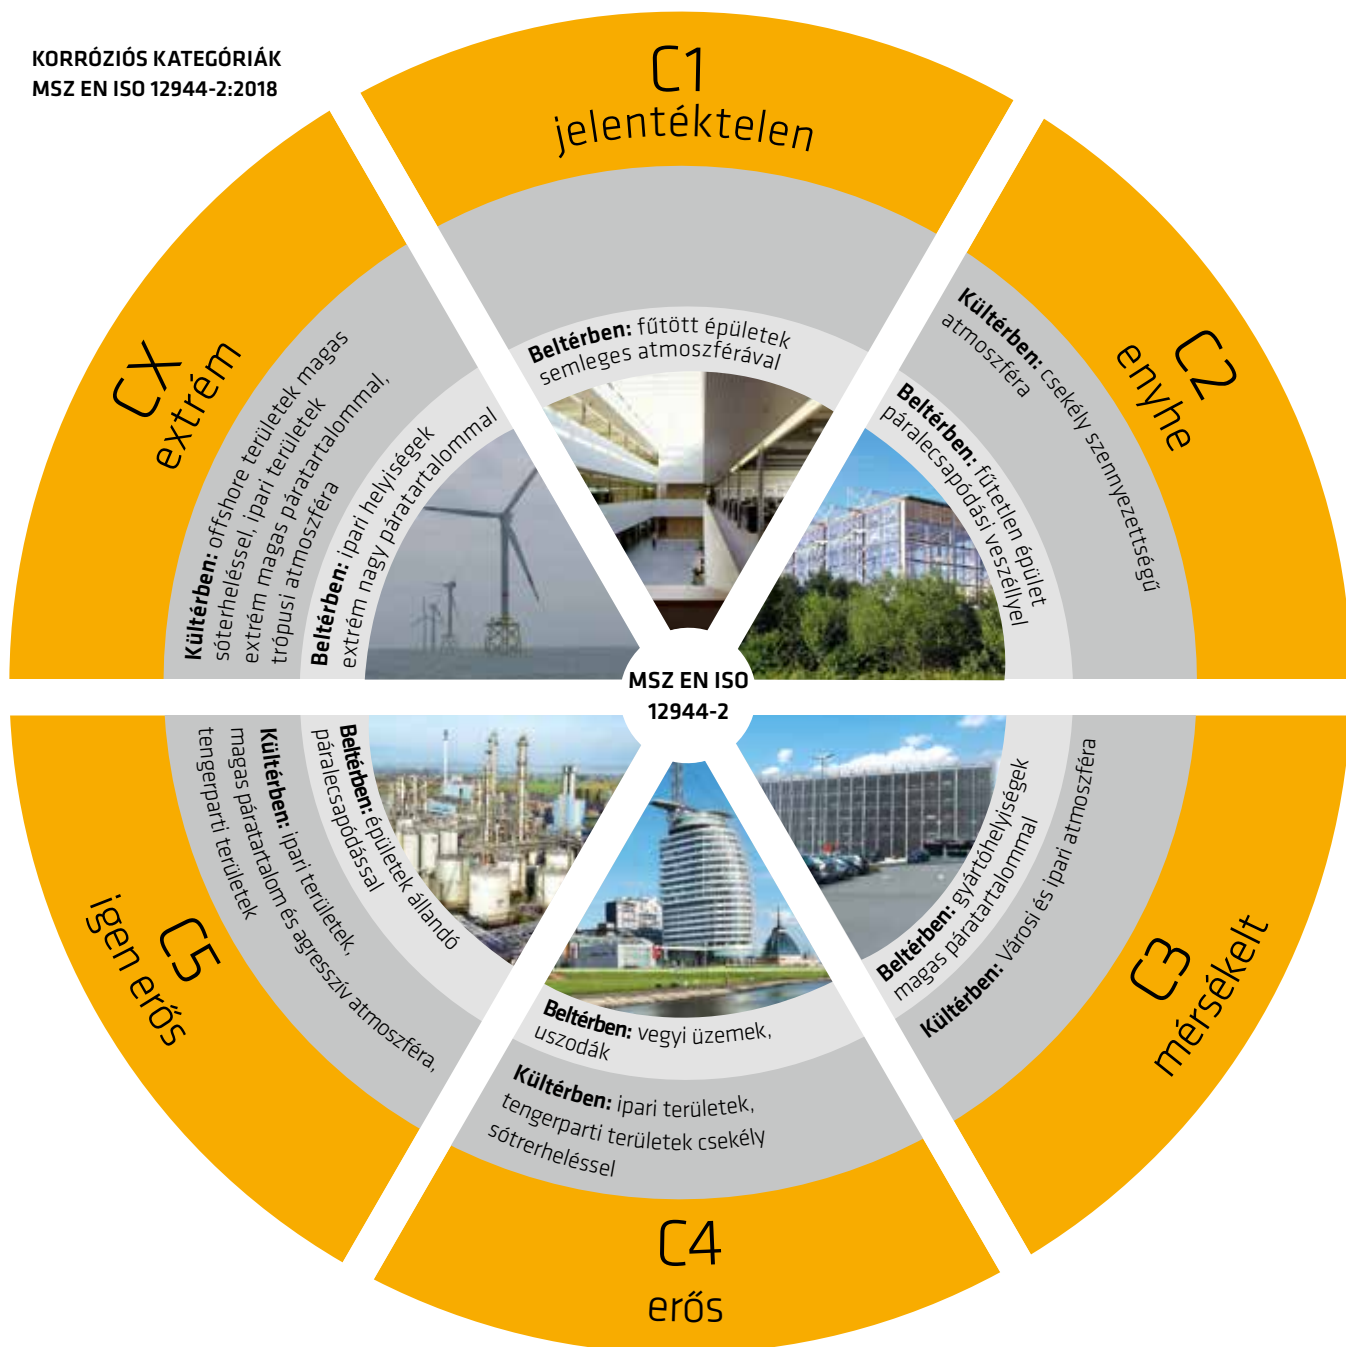 KORRÓZIÓS KATEGÓRIÁK
MSZ EN ISO 12944-2:2018
C1
jelentéktelen
Beltérben: fűtött épületek
semleges atmoszférával
C2
enyhe
Kültérben: csekély szennyezettségű
atmoszféra
Beltérben: fűtetlen épület
páralecsapódási veszéllyel
C3
mérsékelt
Beltérben: gyártóhelyiségek
magas páratartalommal
Kültérben: Városi és ipari atmoszféra
C4
erős
Beltérben: vegyi üzemek,
uszodák
Kültérben: ipari területek,
tengerparti területek csekély
sótrerheléssel
C5
igen erős
Beltérben: épületek állandó
páralecsapódással
Kültérben: ipari területek,
magas páratartalom és agresszív atmoszféra,
tengerparti területek
CX
extrém
Kültérben: offshore területek magas
sóterheléssel, ipari területek
extrém magas páratartalommal,
trópusi atmoszféra
Beltérben: ipari helyiségek
extrém nagy páratartalommal
MSZ EN ISO
12944-2